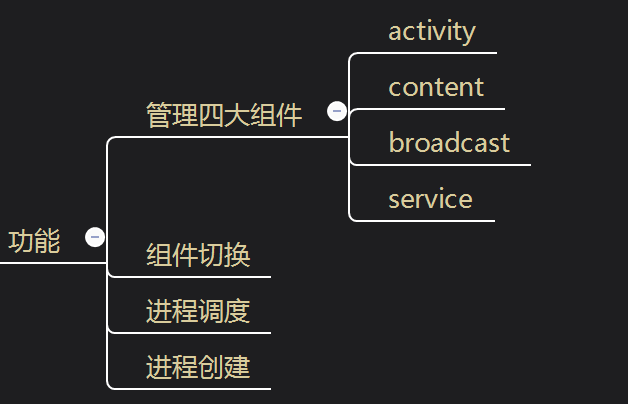 功能
管理四大组件
activity
content
broadcast
service
组件切换
进程调度
进程创建